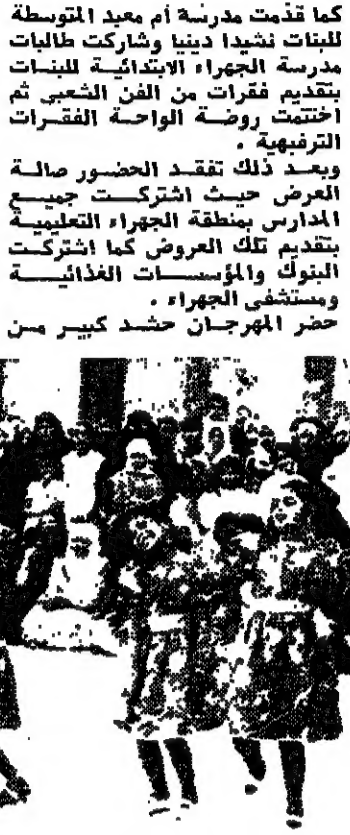 كما قدمت مدرسة أم معبد المتوسطة
للبنات نشيدا دينيا وشاركت طالبات
مدرسة الجهراء الابتدائية للبنات
بتقديم فقرات من الفن الشعبي ثم
اختتمت روضة الواحة الفقرات
الترفيهية .
وبعد ذلك تفقد الحضور صالة
العرض حيث اشتركت جميع
المدارس بمنطقة الجهراء التعليمية
بتقديم تلك العروض كما اشتركت
البنوك والمؤسسات الغذائية
ومستشفى الجهراء .
حضر المهرجان حشد كبير من